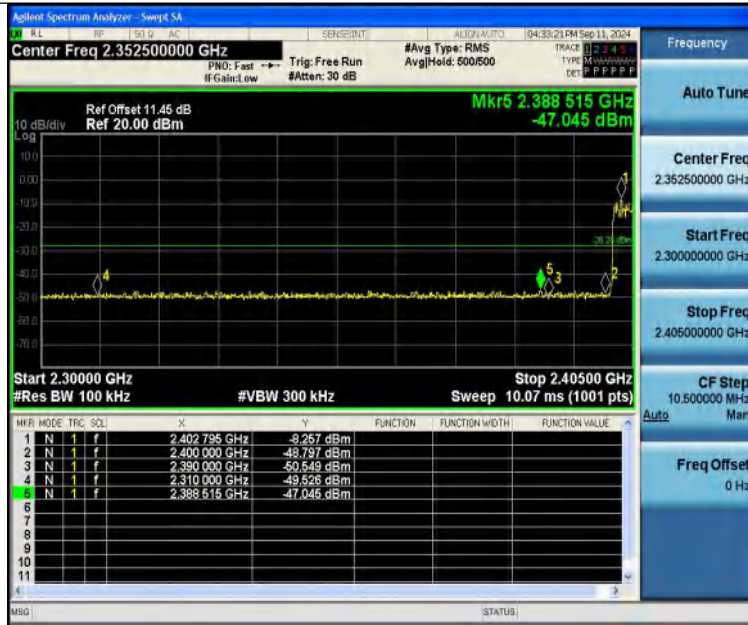 Agilent Spectrum Analyzer - Swept SA
RL RF 50 Ω AC SENSE:INT ALIGN AUTO 04:33:21 PM Sep 11, 2024
Center Freq 2.352500000 GHz
PNO: Fast
IFGain:Low
Trig: Free Run
#Atten: 30 dB
#Avg Type: RMS
Avg|Hold: 500/500
TRACE 1 2 3 4 5
TYPE
DET P P P P P P
Ref Offset 11.45 dB
Ref 20.00 dBm
10 dB/div
Log
Mkr5 2.388 515 GHz
-47.045 dBm
10.0
0.00
-10.0
-20.0
-30.0
-40.0
-50.0
-60.0
-70.0
1
2
3
4
5
Start 2.30000 GHz
Stop 2.40500 GHz
#Res BW 100 kHz #VBW 300 kHz Sweep 10.07 ms (1001 pts)
MKR MODE TRC SCL X Y FUNCTION FUNCTION WIDTH FUNCTION VALUE
1 N 1 f 2.402 795 GHz -8.257 dBm
2 N 1 f 2.400 000 GHz -48.797 dBm
3 N 1 f 2.390 000 GHz -50.549 dBm
4 N 1 f 2.310 000 GHz -49.526 dBm
5 N 1 f 2.388 515 GHz -47.045 dBm
6
7
8
9
10
11
MSG STATUS
Frequency
Auto Tune
Center Freq
2.352500000 GHz
Start Freq
2.300000000 GHz
Stop Freq
2.405000000 GHz
CF Step
10.500000 MHz
Auto Man
Freq Offset
0 Hz